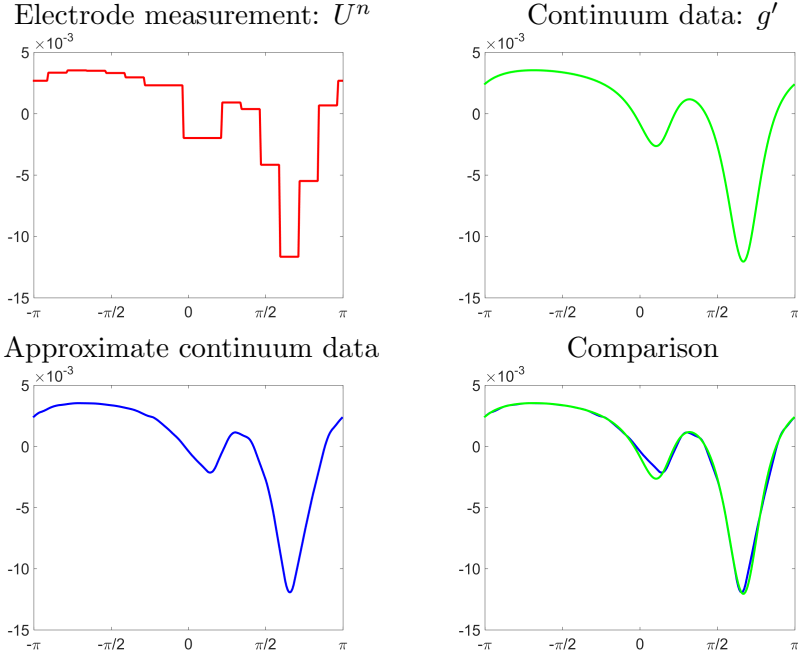 Electrode measurement: Uⁿ
×10⁻³
5
0
-5
-10
-15
-π
-π/2
0
π/2
π
Continuum data: g′
×10⁻³
5
0
-5
-10
-15
-π
-π/2
0
π/2
π
Approximate continuum data
×10⁻³
5
0
-5
-10
-15
-π
-π/2
0
π/2
π
Comparison
×10⁻³
5
0
-5
-10
-15
-π
-π/2
0
π/2
π